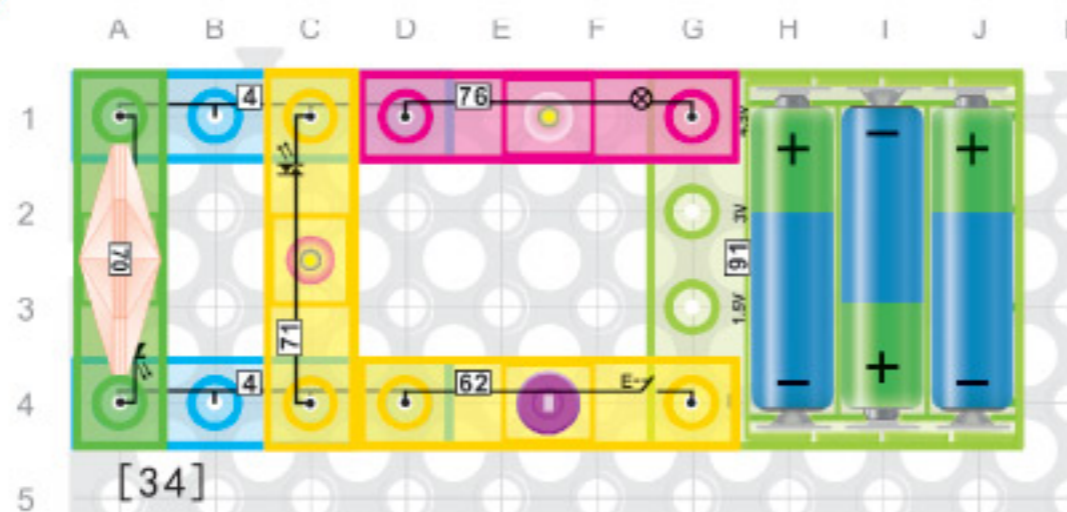 A B C D E F G H I J
1 4 76 4.5V + − +
2 3V
70 91
3 71 1.5V
4 4 62 E − + −
[34]
5